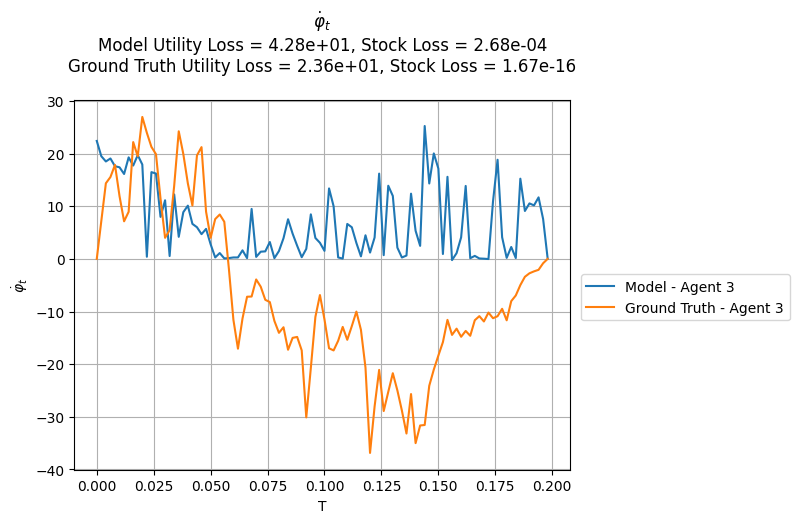 φ̇ₜ
Model Utility Loss = 4.28e+01, Stock Loss = 2.68e-04
Ground Truth Utility Loss = 2.36e+01, Stock Loss = 1.67e-16
30
20
10
0
−10
−20
−30
−40
φ̇ₜ
0.000 0.025 0.050 0.075 0.100 0.125 0.150 0.175 0.200
T
Model - Agent 3
Ground Truth - Agent 3